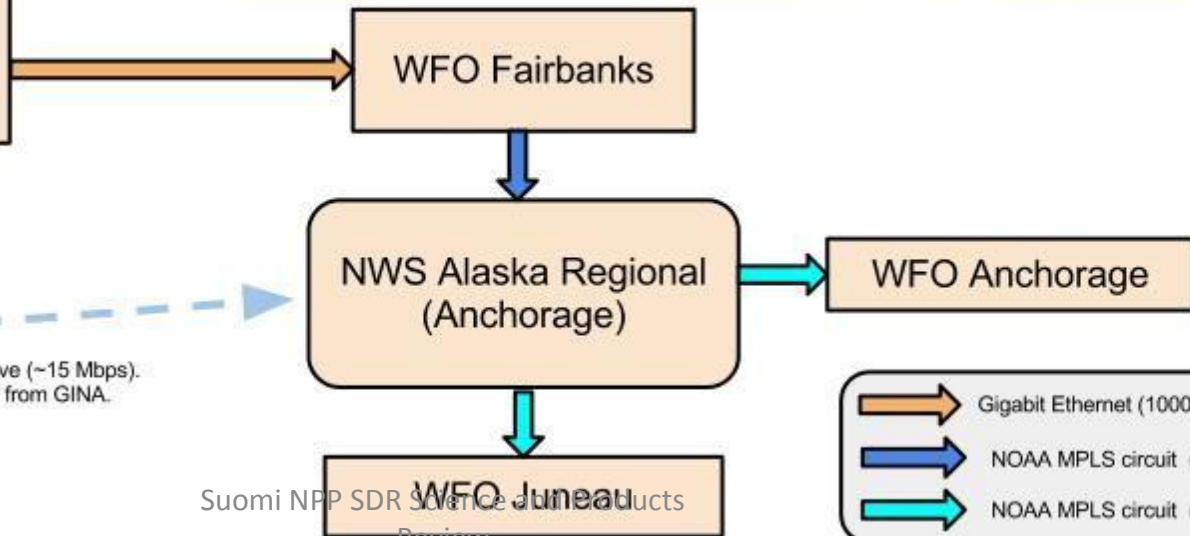 WFO Fairbanks
NWS Alaska Regional
(Anchorage)
WFO Anchorage
ve (~15 Mbps).
from GINA.
Gigabit Ethernet (1000
NOAA MPLS circuit (
NOAA MPLS circuit (
WFO Juneau
Suomi NPP SDR Science and Products
Review